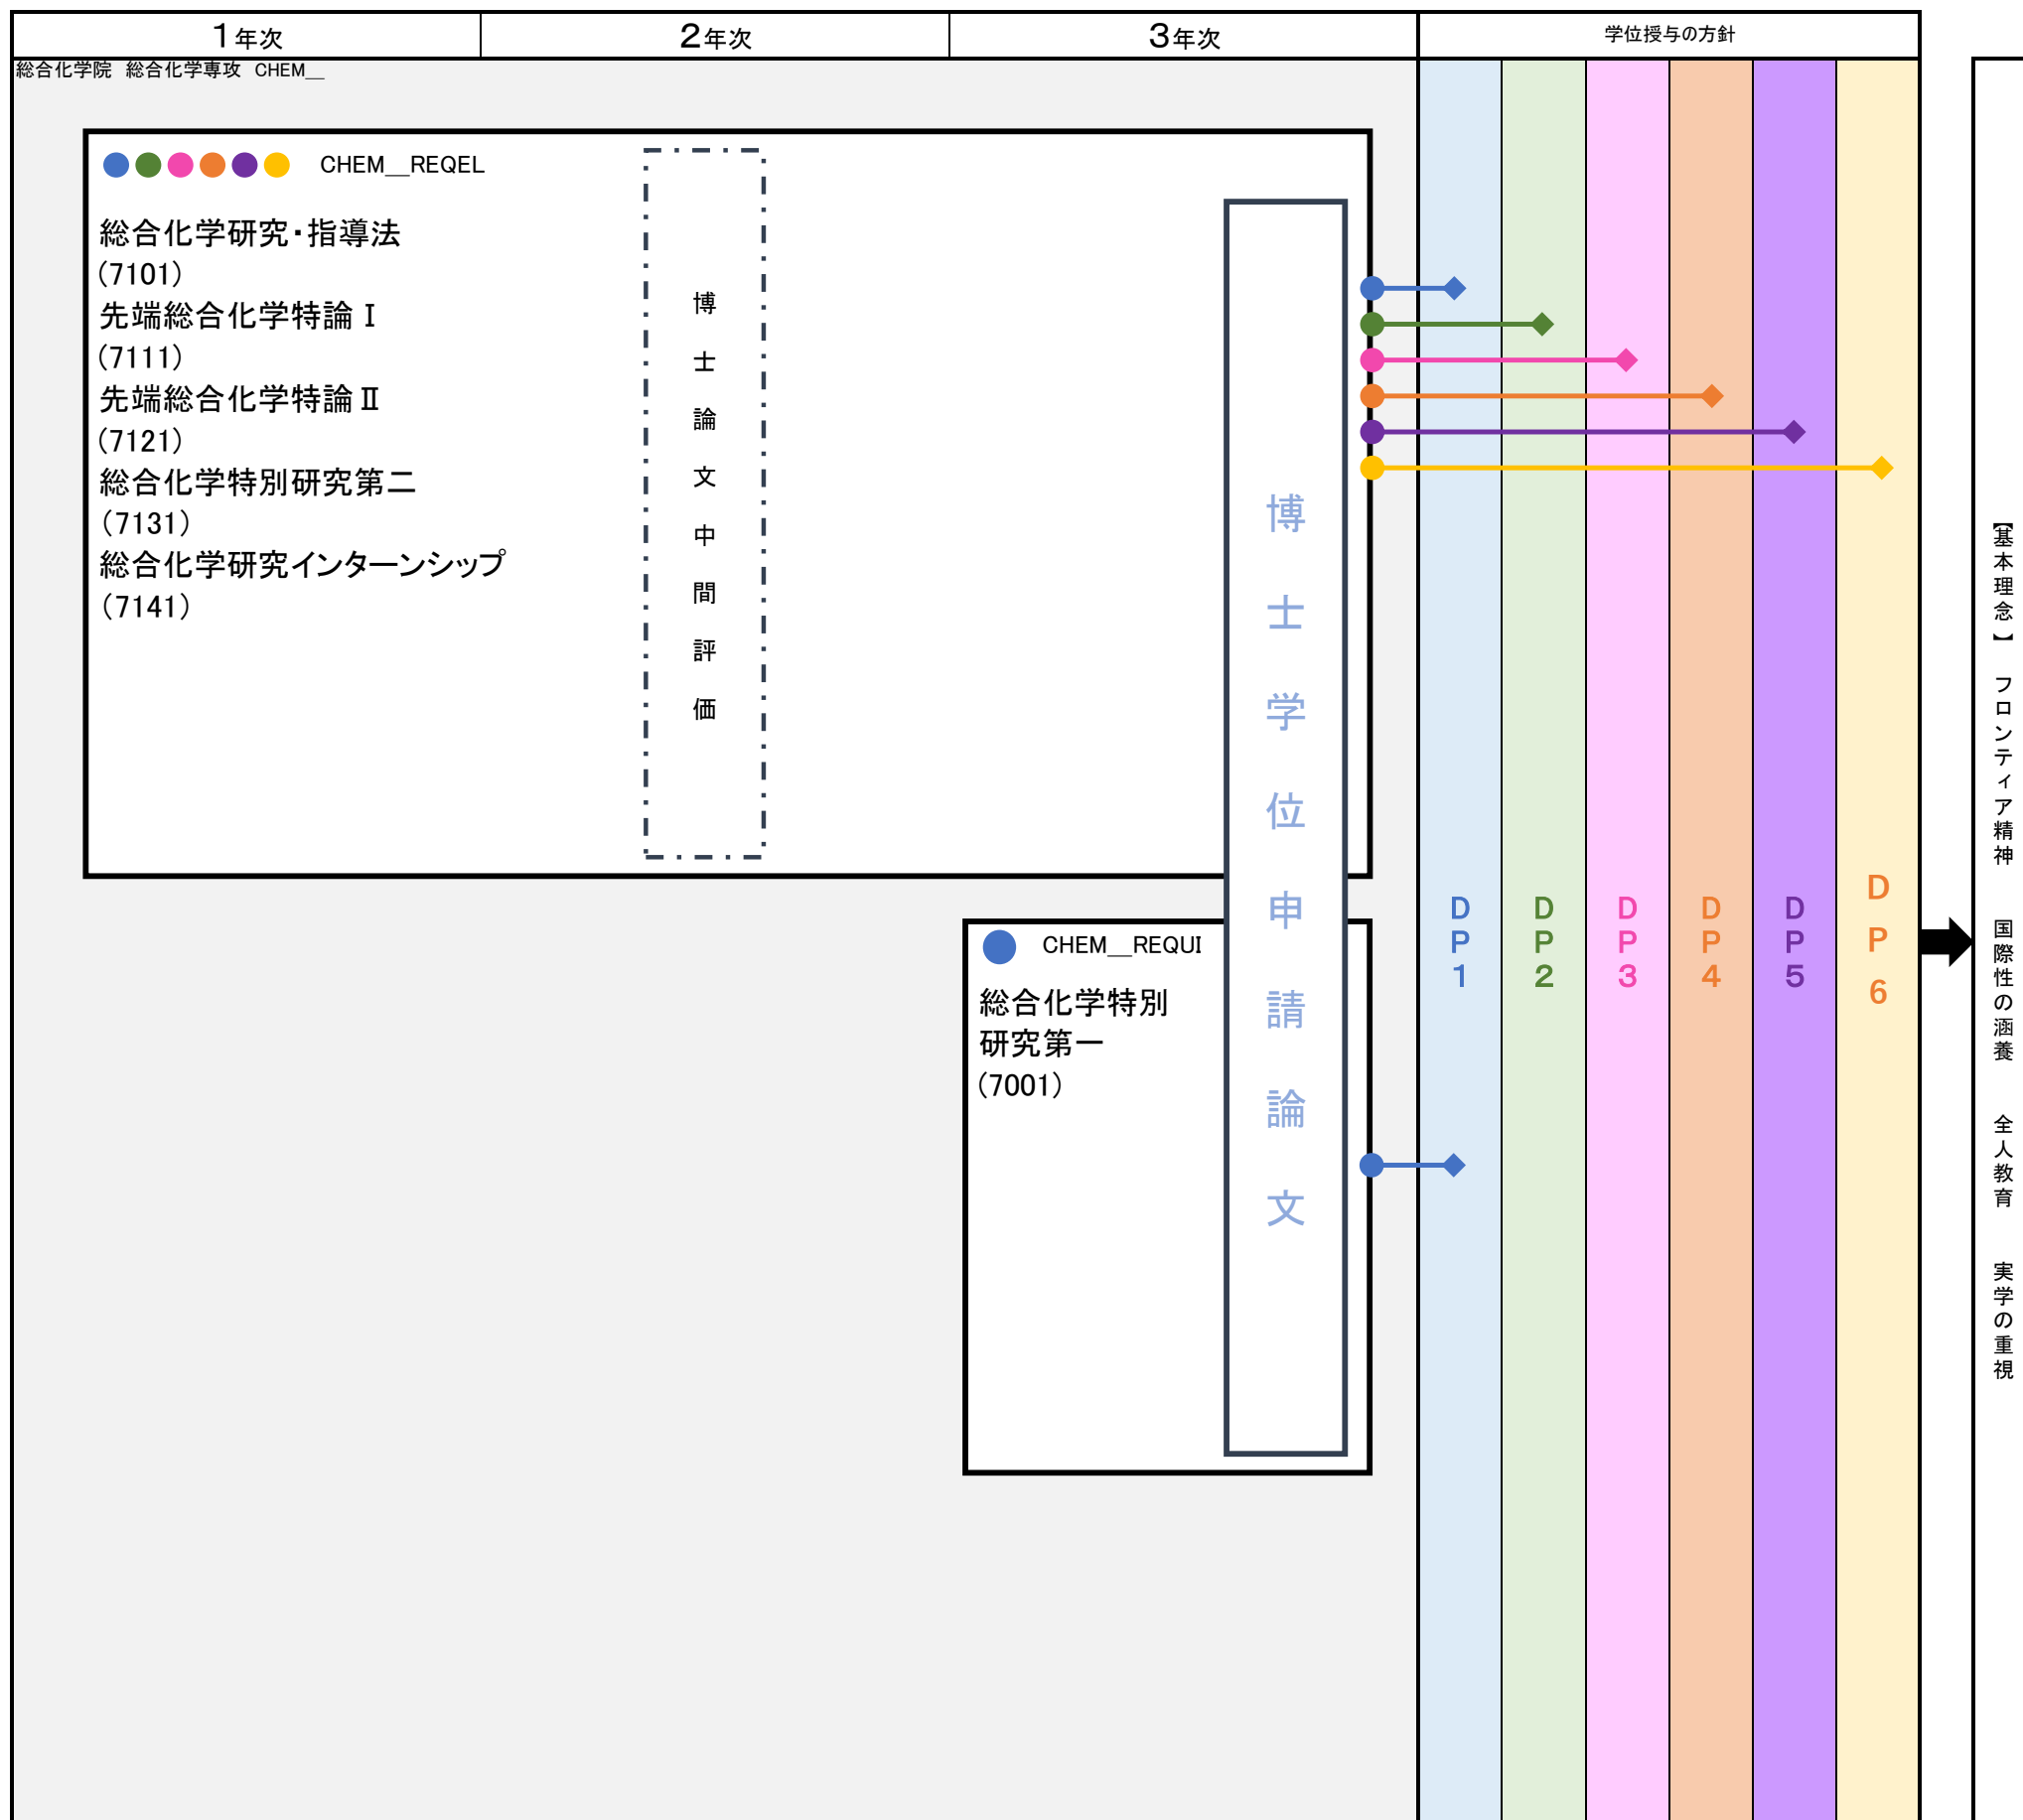 1年次
2年次
3年次
学位授与の方針
総合化学院 総合化学専攻 CHEM__
CHEM__REQEL
総合化学研究・指導法
(7101)
先端総合化学特論Ⅰ
(7111)
先端総合化学特論Ⅱ
(7121)
総合化学特別研究第二
(7131)
総合化学研究インターンシップ
(7141)
博士論文中間評価
博士学位申請論文
CHEM__REQUI
総合化学特別
研究第一
(7001)
DP1
DP2
DP3
DP4
DP5
DP6
【基本理念】 フロンティア精神 国際性の涵養 全人教育 実学の重視